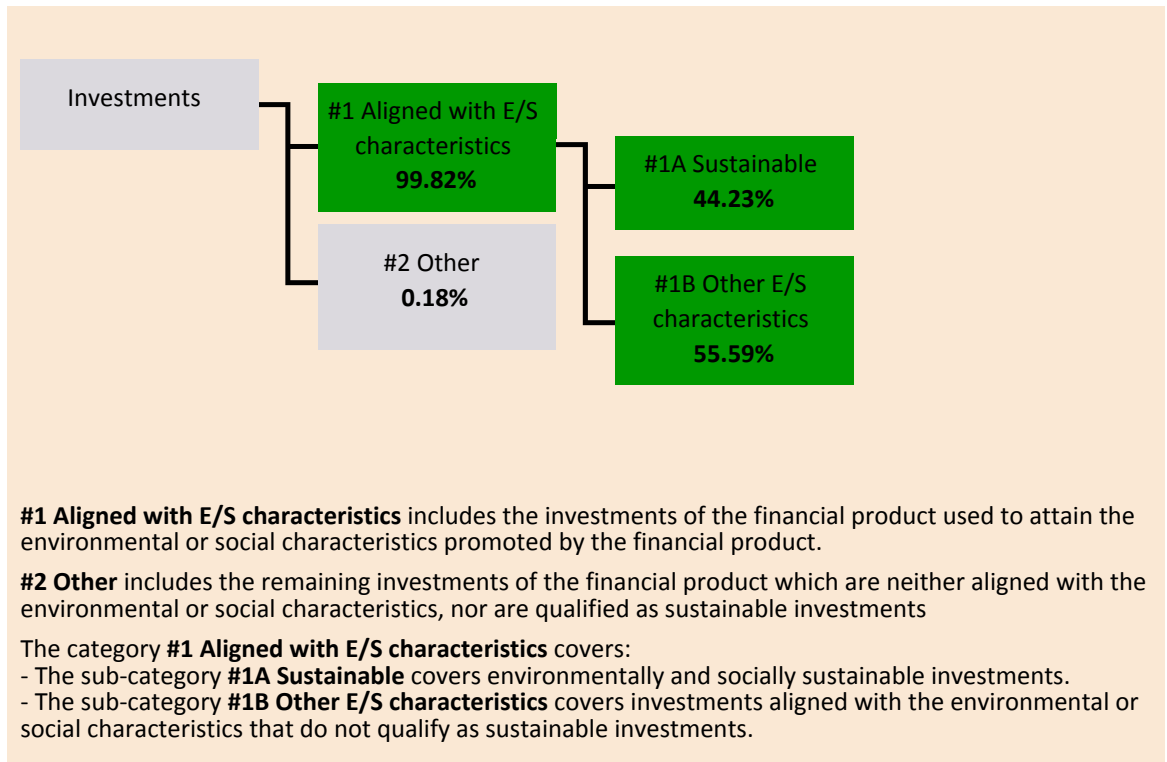 Investments
#1 Aligned with E/S
characteristics
99.82%
#2 Other
0.18%
#1A Sustainable
44.23%
#1B Other E/S
characteristics
55.59%
#1 Aligned with E/S characteristics includes the investments of the financial product used to attain the
environmental or social characteristics promoted by the financial product.
#2 Other includes the remaining investments of the financial product which are neither aligned with the
environmental or social characteristics, nor are qualified as sustainable investments
The category #1 Aligned with E/S characteristics covers:
- The sub-category #1A Sustainable covers environmentally and socially sustainable investments.
- The sub-category #1B Other E/S characteristics covers investments aligned with the environmental or
social characteristics that do not qualify as sustainable investments.